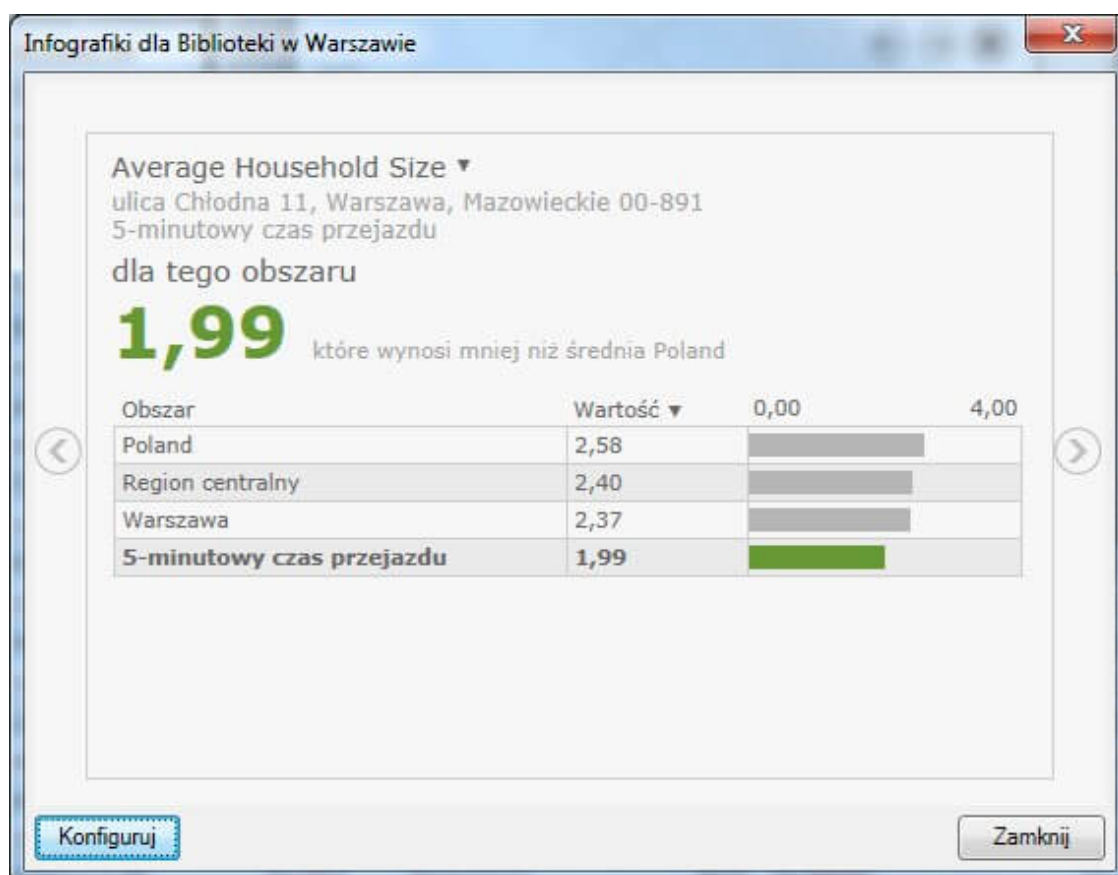 Infografiki dla Biblioteki w Warszawie
Average Household Size ▼
ulica Chłodna 11, Warszawa, Mazowieckie 00-891
5-minutowy czas przejazdu
dla tego obszaru
1,99 które wynosi mniej niż średnia Poland
Obszar Wartość ▼ 0,00 4,00
Poland 2,58
Region centralny 2,40
Warszawa 2,37
5-minutowy czas przejazdu 1,99
Konfiguruj Zamknij